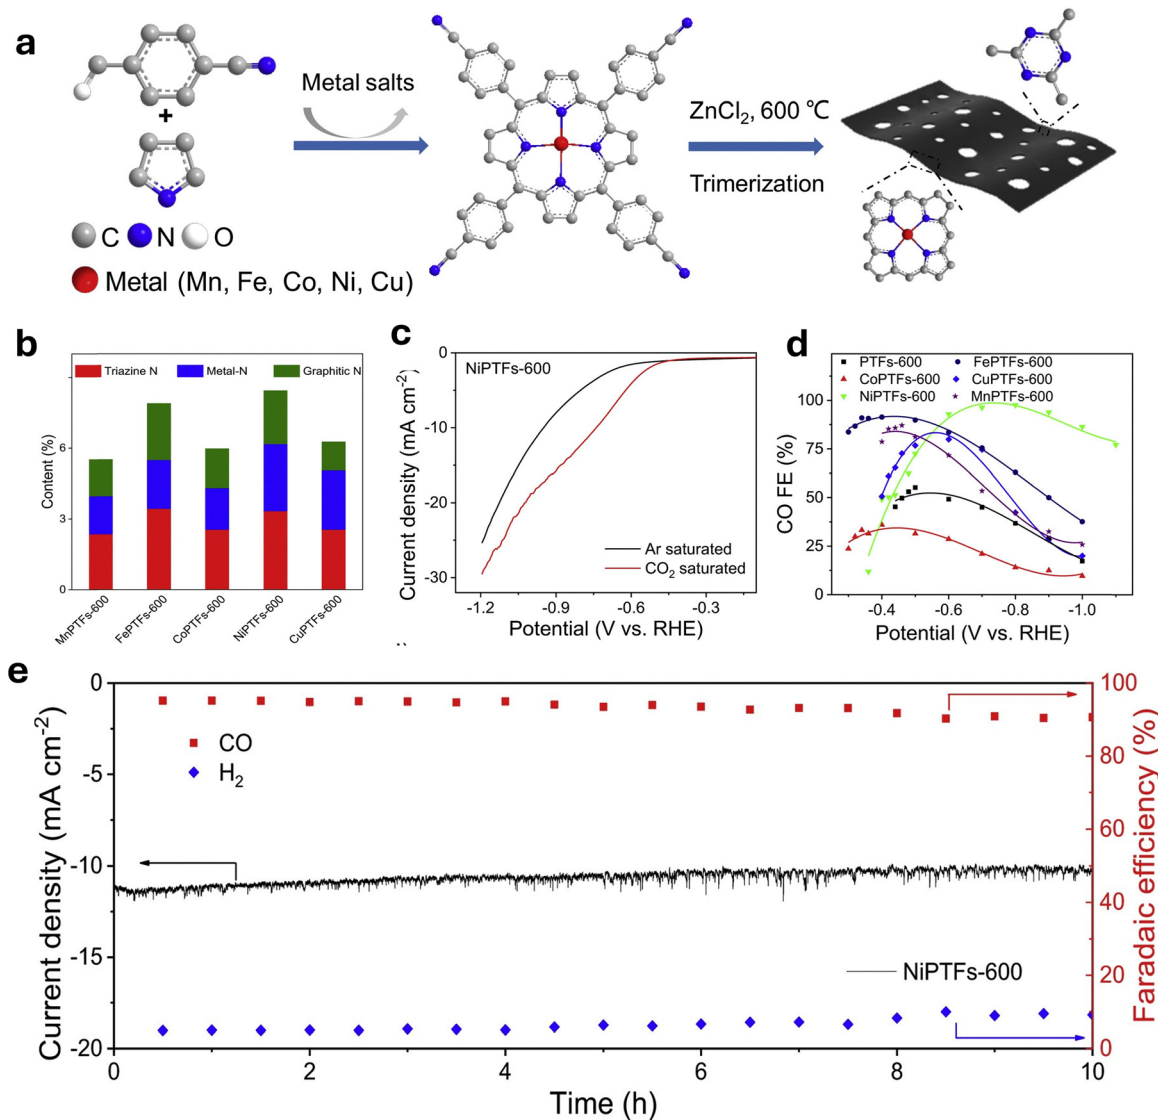 a
Metal salts
+
C N O
Metal (Mn, Fe, Co, Ni, Cu)
ZnCl2, 600 ℃
Trimerization
b
Triazine N Metal-N Graphitic N
Content (%)
6
3
0
MnPTFs-600 FePTFs-600 CoPTFs-600 NiPTFs-600 CuPTFs-600
c
NiPTFs-600
Current density (mA cm-2)
0
-10
-20
-30
Ar saturated
CO2 saturated
-1.2 -0.9 -0.6 -0.3
Potential (V vs. RHE)
d
PTFs-600 FePTFs-600
CoPTFs-600 CuPTFs-600
NiPTFs-600 MnPTFs-600
CO FE (%)
100
75
50
25
0
-0.4 -0.6 -0.8 -1.0
Potential (V vs. RHE)
e
Current density (mA cm-2)
0
-5
-10
-15
-20
CO
H2
NiPTFs-600
100
80
60
40
20
0
Faradaic efficiency (%)
0 2 4 6 8 10
Time (h)